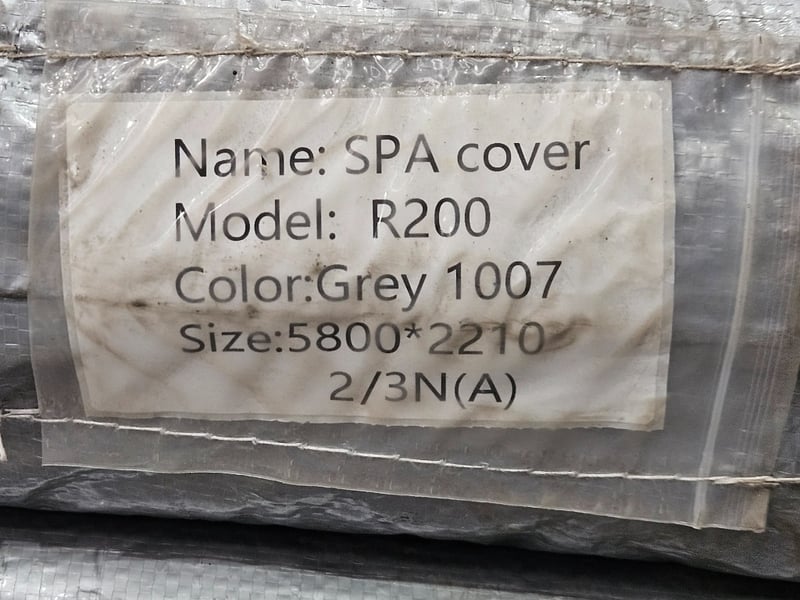 Name: SPA cover
Model: R200
Color:Grey 1007
Size:5800*2210
2/3N(A)